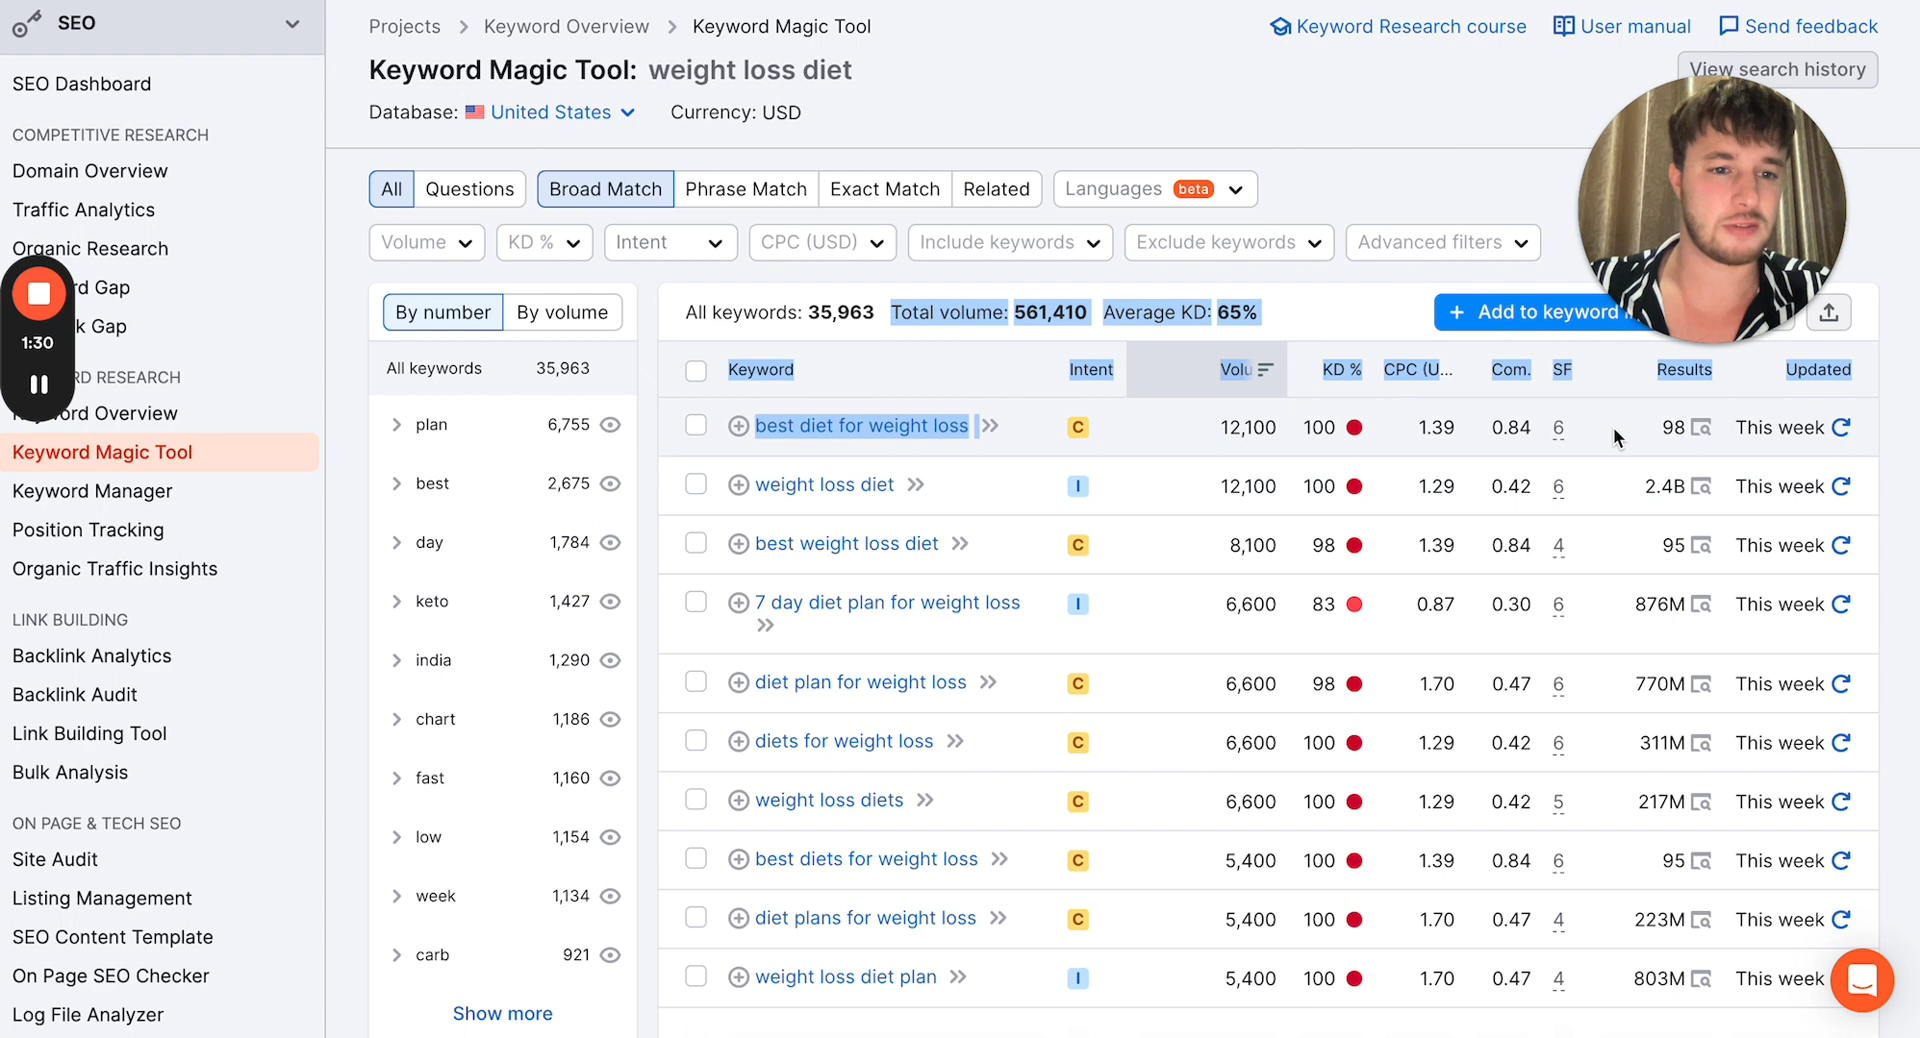 SEO
Projects
Keyword Overview
Keyword Magic Tool
Keyword Research course
User manual
Send feedback
Keyword Magic Tool: weight loss diet
View search history
Database: United States
Currency: USD
SEO Dashboard
COMPETITIVE RESEARCH
Domain Overview
Traffic Analytics
Organic Research
rd Gap
k Gap
1:30
RD RESEARCH
word Overview
Keyword Magic Tool
Keyword Manager
Position Tracking
Organic Traffic Insights
LINK BUILDING
Backlink Analytics
Backlink Audit
Link Building Tool
Bulk Analysis
ON PAGE & TECH SEO
Site Audit
Listing Management
SEO Content Template
On Page SEO Checker
Log File Analyzer
All Questions Broad Match Phrase Match Exact Match Related Languages beta
Volume KD % Intent CPC (USD) Include keywords Exclude keywords Advanced filters
By number By volume
All keywords 35,963
plan 6,755
best 2,675
day 1,784
keto 1,427
india 1,290
chart 1,186
fast 1,160
low 1,154
week 1,134
carb 921
Show more
All keywords: 35,963 Total volume: 561,410 Average KD: 65%
+ Add to keyword
Keyword Intent Volu KD % CPC (U... Com. SF Results Updated
best diet for weight loss C 12,100 100 1.39 0.84 6 98 This week
weight loss diet I 12,100 100 1.29 0.42 6 2.4B This week
best weight loss diet C 8,100 98 1.39 0.84 4 95 This week
7 day diet plan for weight loss I 6,600 83 0.87 0.30 6 876M This week
diet plan for weight loss C 6,600 98 1.70 0.47 6 770M This week
diets for weight loss C 6,600 100 1.29 0.42 6 311M This week
weight loss diets C 6,600 100 1.29 0.42 5 217M This week
best diets for weight loss C 5,400 100 1.39 0.84 6 95 This week
diet plans for weight loss C 5,400 100 1.70 0.47 4 223M This week
weight loss diet plan I 5,400 100 1.70 0.47 4 803M This week